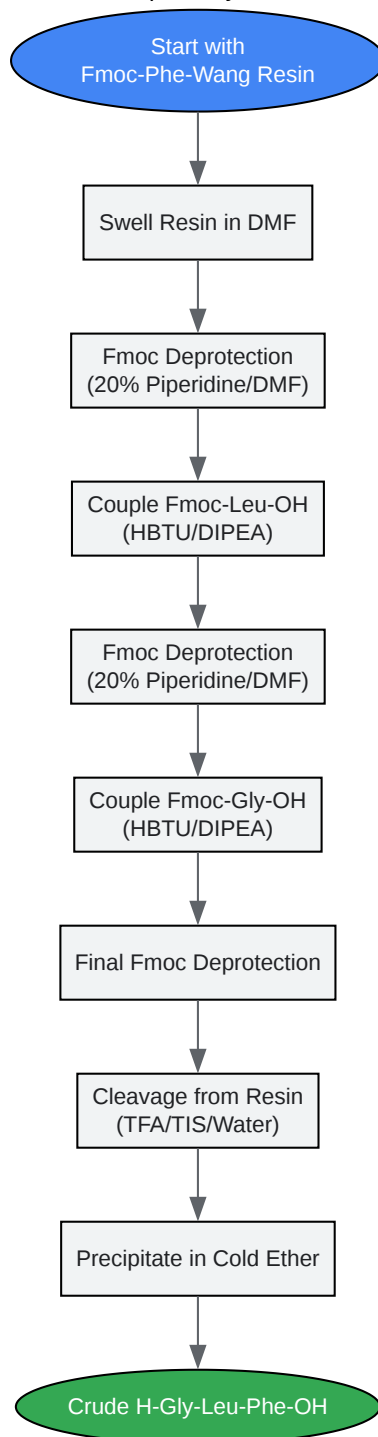 Start with
Fmoc-Phe-Wang Resin
Swell Resin in DMF
Fmoc Deprotection
(20% Piperidine/DMF)
Couple Fmoc-Leu-OH
(HBTU/DIPEA)
Fmoc Deprotection
(20% Piperidine/DMF)
Couple Fmoc-Gly-OH
(HBTU/DIPEA)
Final Fmoc Deprotection
Cleavage from Resin
(TFA/TIS/Water)
Precipitate in Cold Ether
Crude H-Gly-Leu-Phe-OH